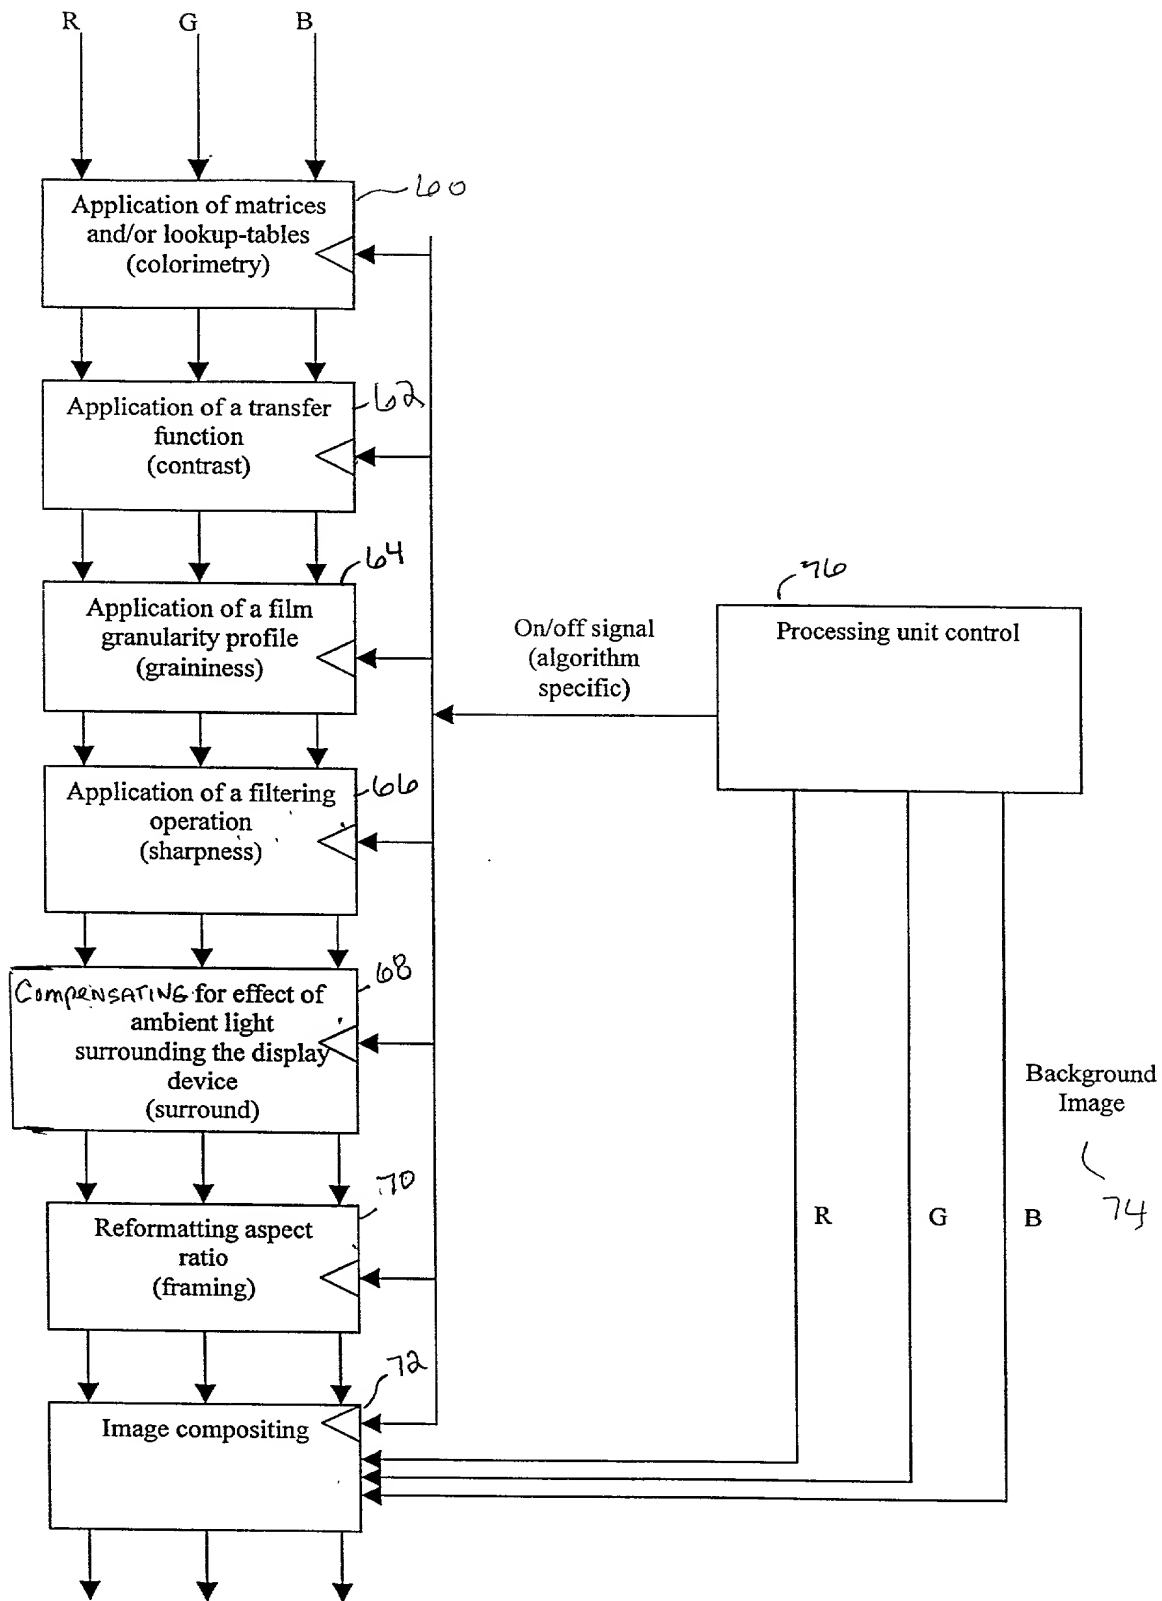 R G B
60
Application of matrices
and/or lookup-tables
(colorimetry)
62
Application of a transfer
function
(contrast)
64
Application of a film
granularity profile
(graininess)
On/off signal
(algorithm
specific)
76
Processing unit control
66
Application of a filtering
operation
(sharpness)
68
Compensating for effect of
ambient light
surrounding the display
device
(surround)
Background
Image
74
70
Reformatting aspect
ratio
(framing)
R G B
72
Image compositing